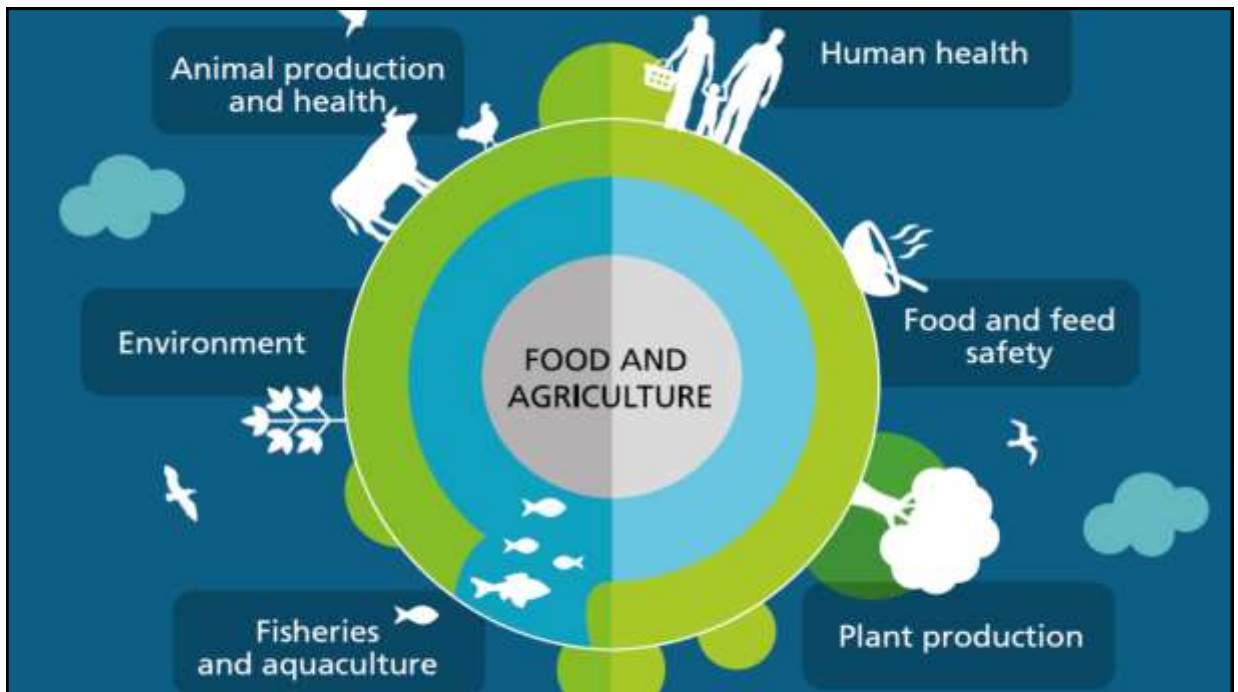 Animal production
and health
Human health
Environment
FOOD AND
AGRICULTURE
Food and feed
safety
Fisheries
and aquaculture
Plant production